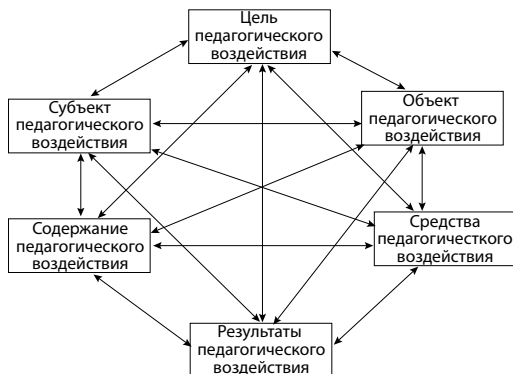 Цель
педагогического
воздействия
Субъект
педагогического
воздействия
Объект
педагогического
воздействия
Содержание
педагогического
воздействия
Средства
педагогичесткого
воздействия
Результаты
педагогического
воздействия